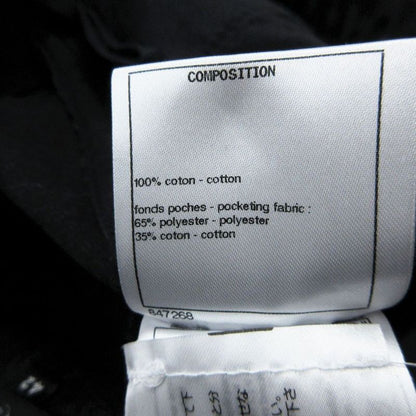 COMPOSITION
100% coton - cotton
fonds poches - pocketing fabric :
65% polyester - polyester
35% coton - cotton
847268